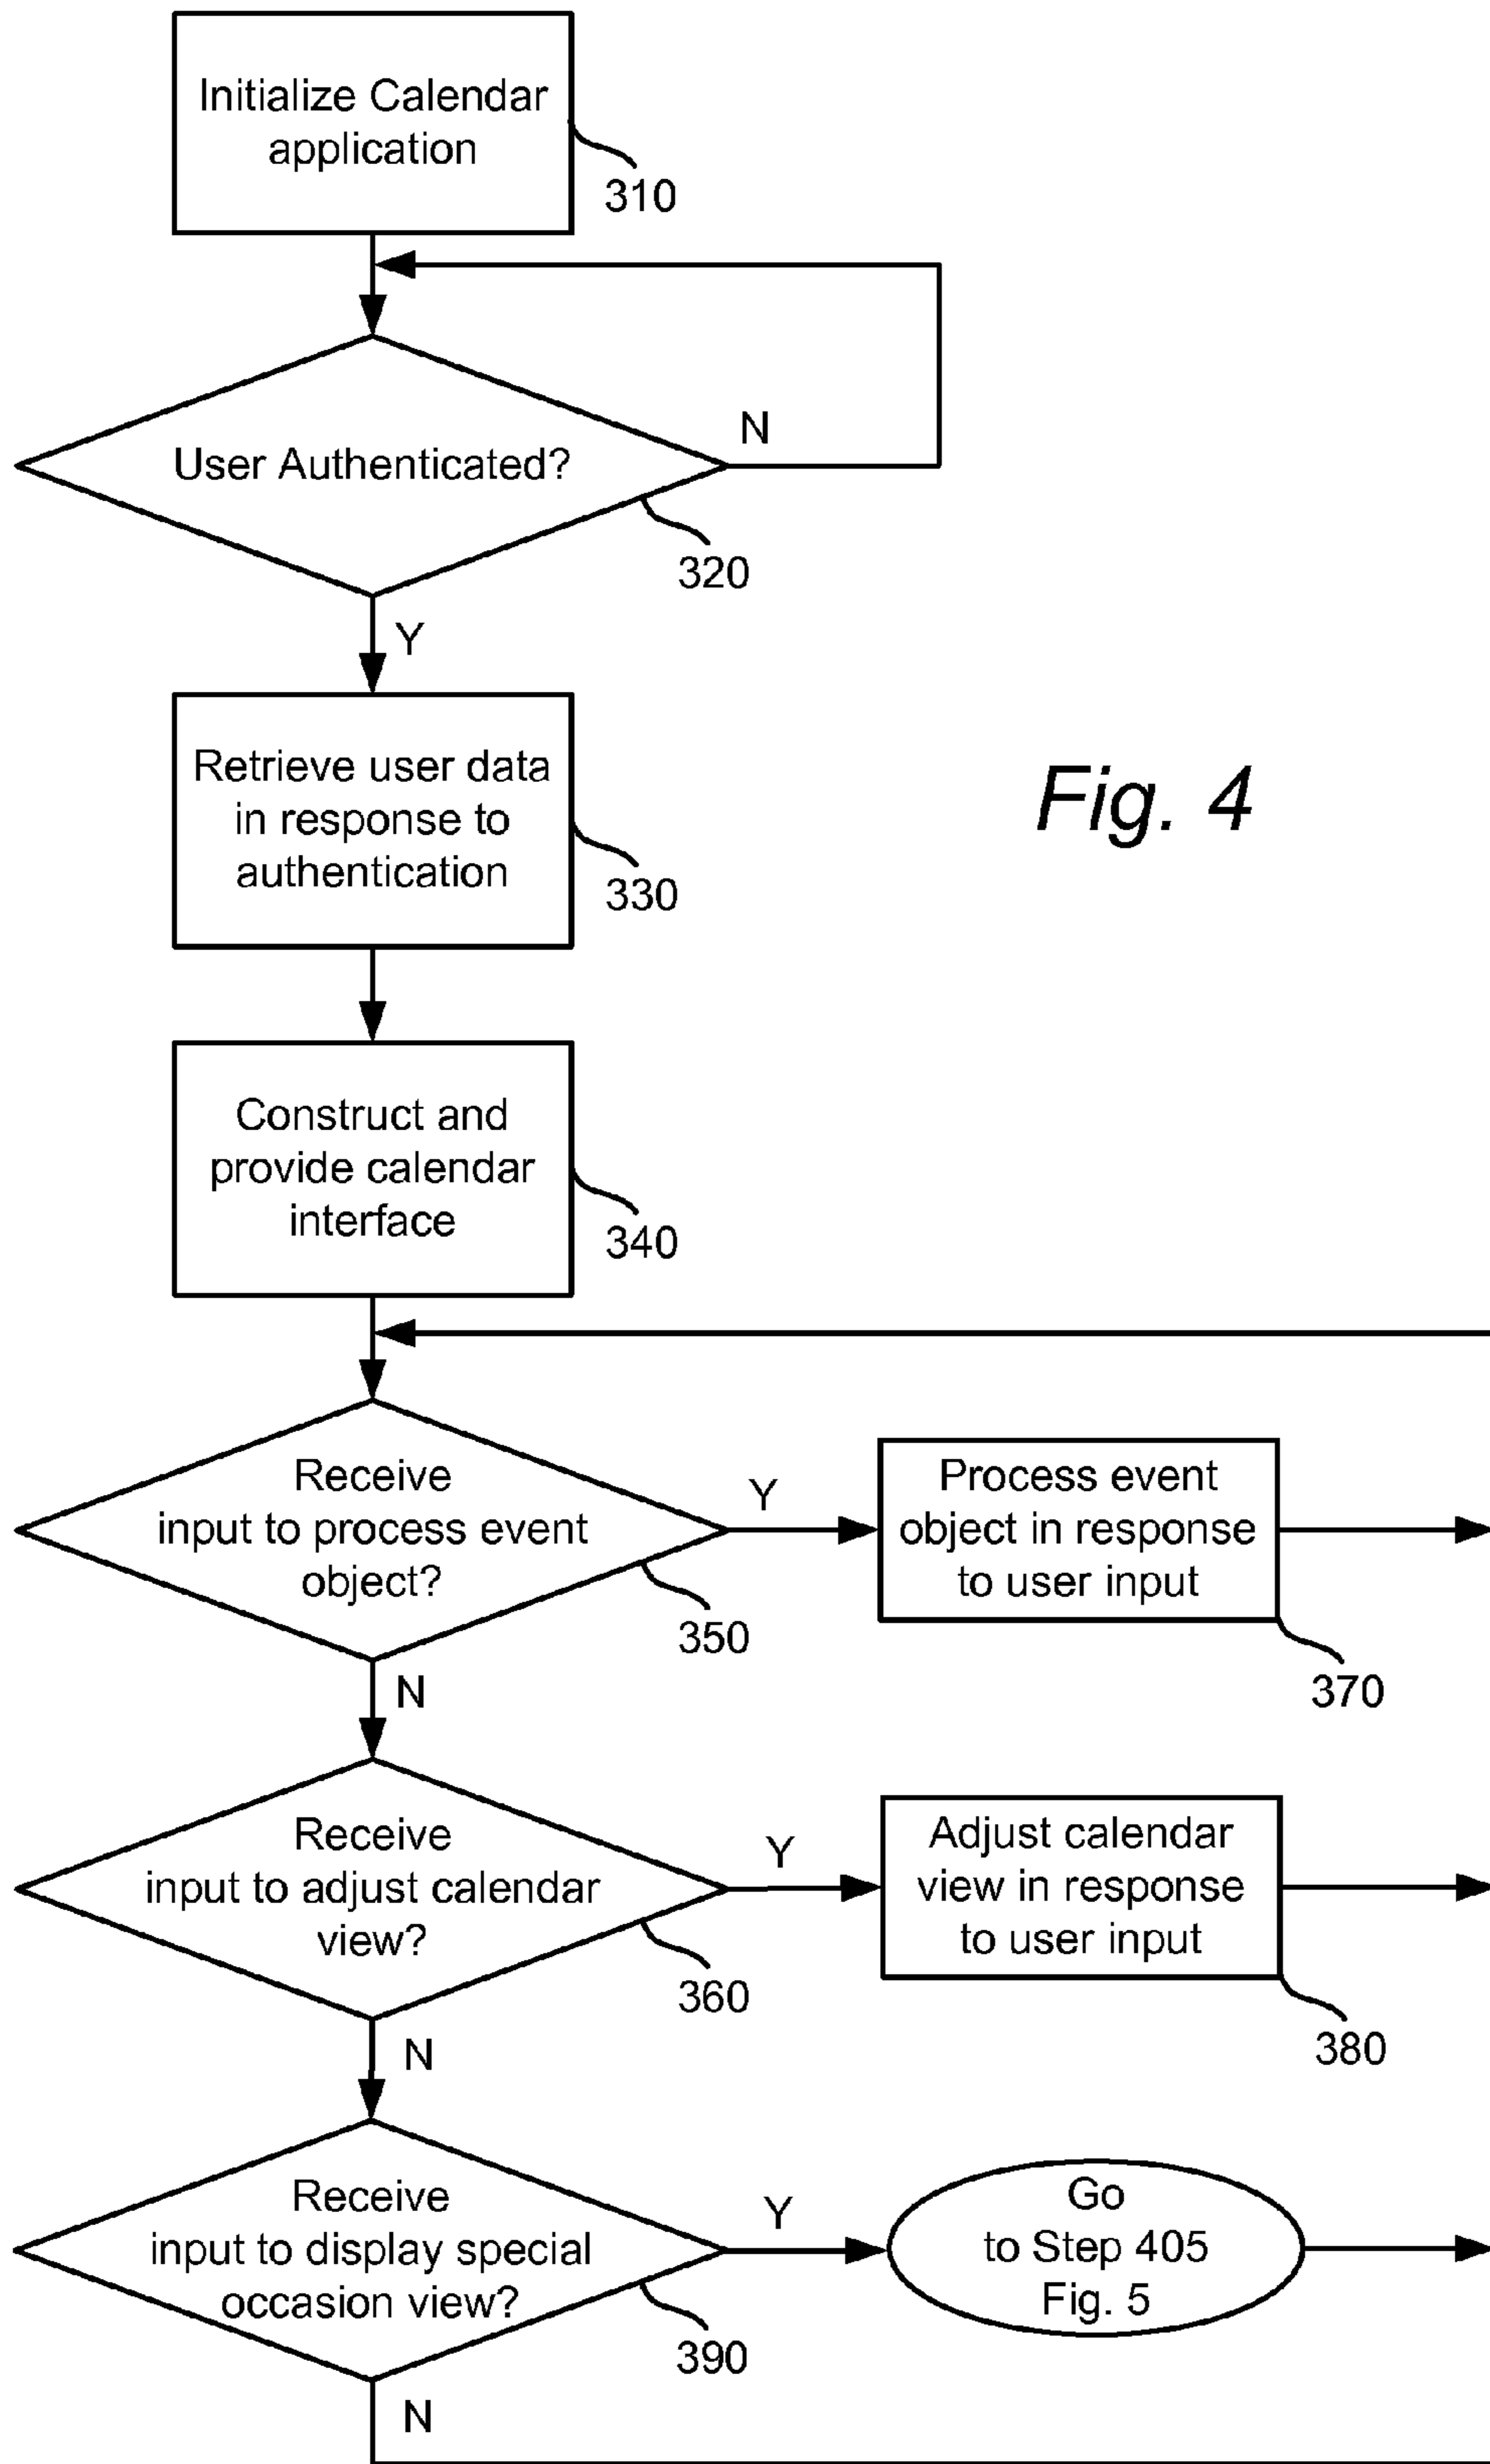 Initialize Calendar
application
310
N
User Authenticated?
320
Y
Retrieve user data
in response to
authentication
330
Fig. 4
Construct and
provide calendar
interface
340
Receive
input to process event
object?
350
Y
Process event
object in response
to user input
370
N
Receive
input to adjust calendar
view?
360
Y
Adjust calendar
view in response
to user input
380
N
Receive
input to display special
occasion view?
390
Y
Go
to Step 405
Fig. 5
N